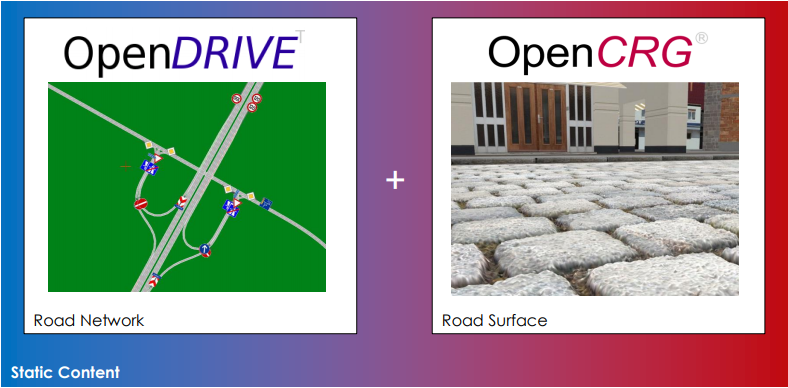 OpenDRIVE T
OpenCRG®
+
Road Network
Road Surface
Static Content